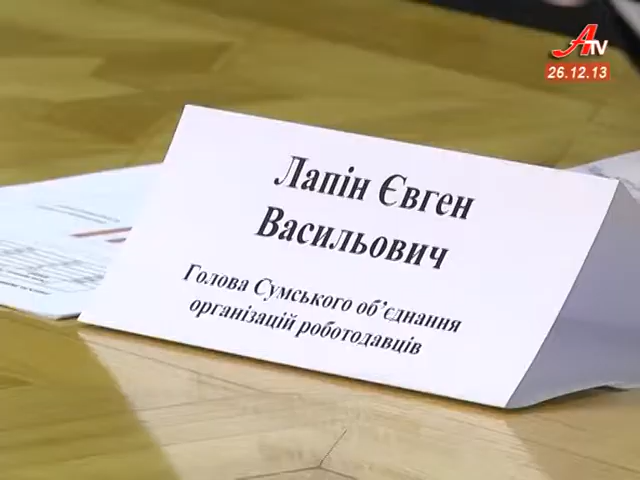 ATV
26.12.13
Лапін Євген
Васильович
Голова Сумського об'єднання
організацій роботодавців